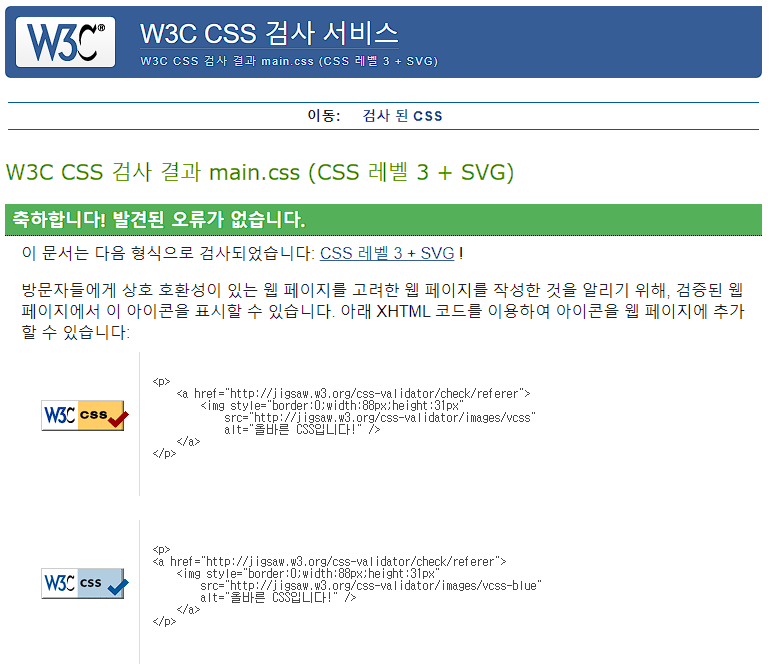 W3C® W3C CSS 검사 서비스
W3C CSS 검사 결과 main.css (CSS 레벨 3 + SVG)
이동: 검사 된 CSS
W3C CSS 검사 결과 main.css (CSS 레벨 3 + SVG)
축하합니다! 발견된 오류가 없습니다.
이 문서는 다음 형식으로 검사되었습니다: CSS 레벨 3 + SVG !
방문자들에게 상호 호환성이 있는 웹 페이지를 고려한 웹 페이지를 작성한 것을 알리기 위해, 검증된 웹
페이지에서 이 아이콘을 표시할 수 있습니다. 아래 XHTML 코드를 이용하여 아이콘을 웹 페이지에 추가
할 수 있습니다:
W3C css
<p>
<a href="http://jigsaw.w3.org/css-validator/check/referer">
<img style="border:0;width:88px;height:31px"
src="http://jigsaw.w3.org/css-validator/images/vcss"
alt="올바른 CSS입니다!" />
</a>
</p>
W3C css
<p>
<a href="http://jigsaw.w3.org/css-validator/check/referer">
<img style="border:0;width:88px;height:31px"
src="http://jigsaw.w3.org/css-validator/images/vcss-blue"
alt="올바른 CSS입니다!" />
</a>
</p>